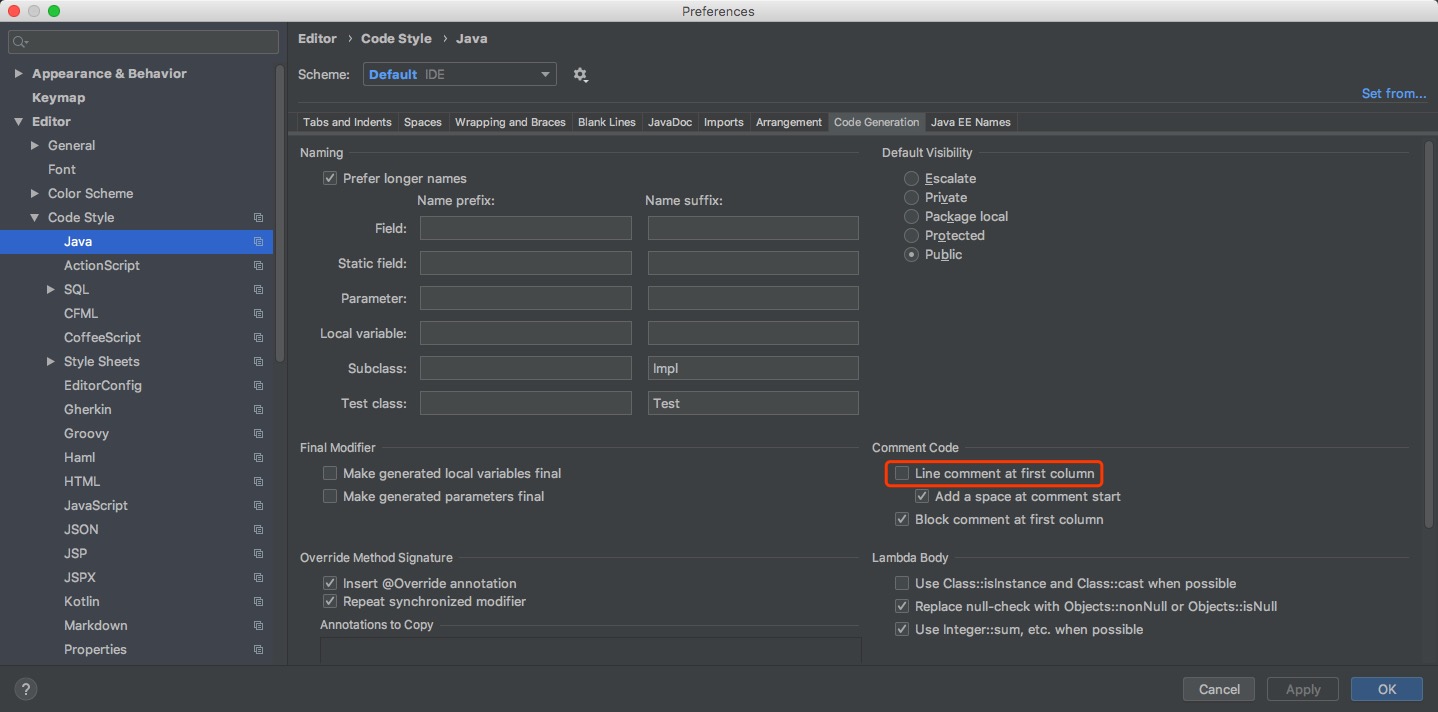 Preferences
Appearance & Behavior
Keymap
Editor
General
Font
Color Scheme
Code Style
Java
ActionScript
SQL
CFML
CoffeeScript
Style Sheets
EditorConfig
Gherkin
Groovy
Haml
HTML
JavaScript
JSON
JSP
JSPX
Kotlin
Markdown
Properties
Editor › Code Style › Java
Scheme: Default IDE
Set from...
Tabs and Indents Spaces Wrapping and Braces Blank Lines JavaDoc Imports Arrangement Code Generation Java EE Names
Naming
Prefer longer names
Name prefix: Name suffix:
Field:
Static field:
Parameter:
Local variable:
Subclass: Impl
Test class: Test
Default Visibility
Escalate
Private
Package local
Protected
Public
Final Modifier
Make generated local variables final
Make generated parameters final
Comment Code
Line comment at first column
Add a space at comment start
Block comment at first column
Override Method Signature
Insert @Override annotation
Repeat synchronized modifier
Annotations to Copy
Lambda Body
Use Class::isInstance and Class::cast when possible
Replace null-check with Objects::nonNull or Objects::isNull
Use Integer::sum, etc. when possible
? Cancel Apply OK